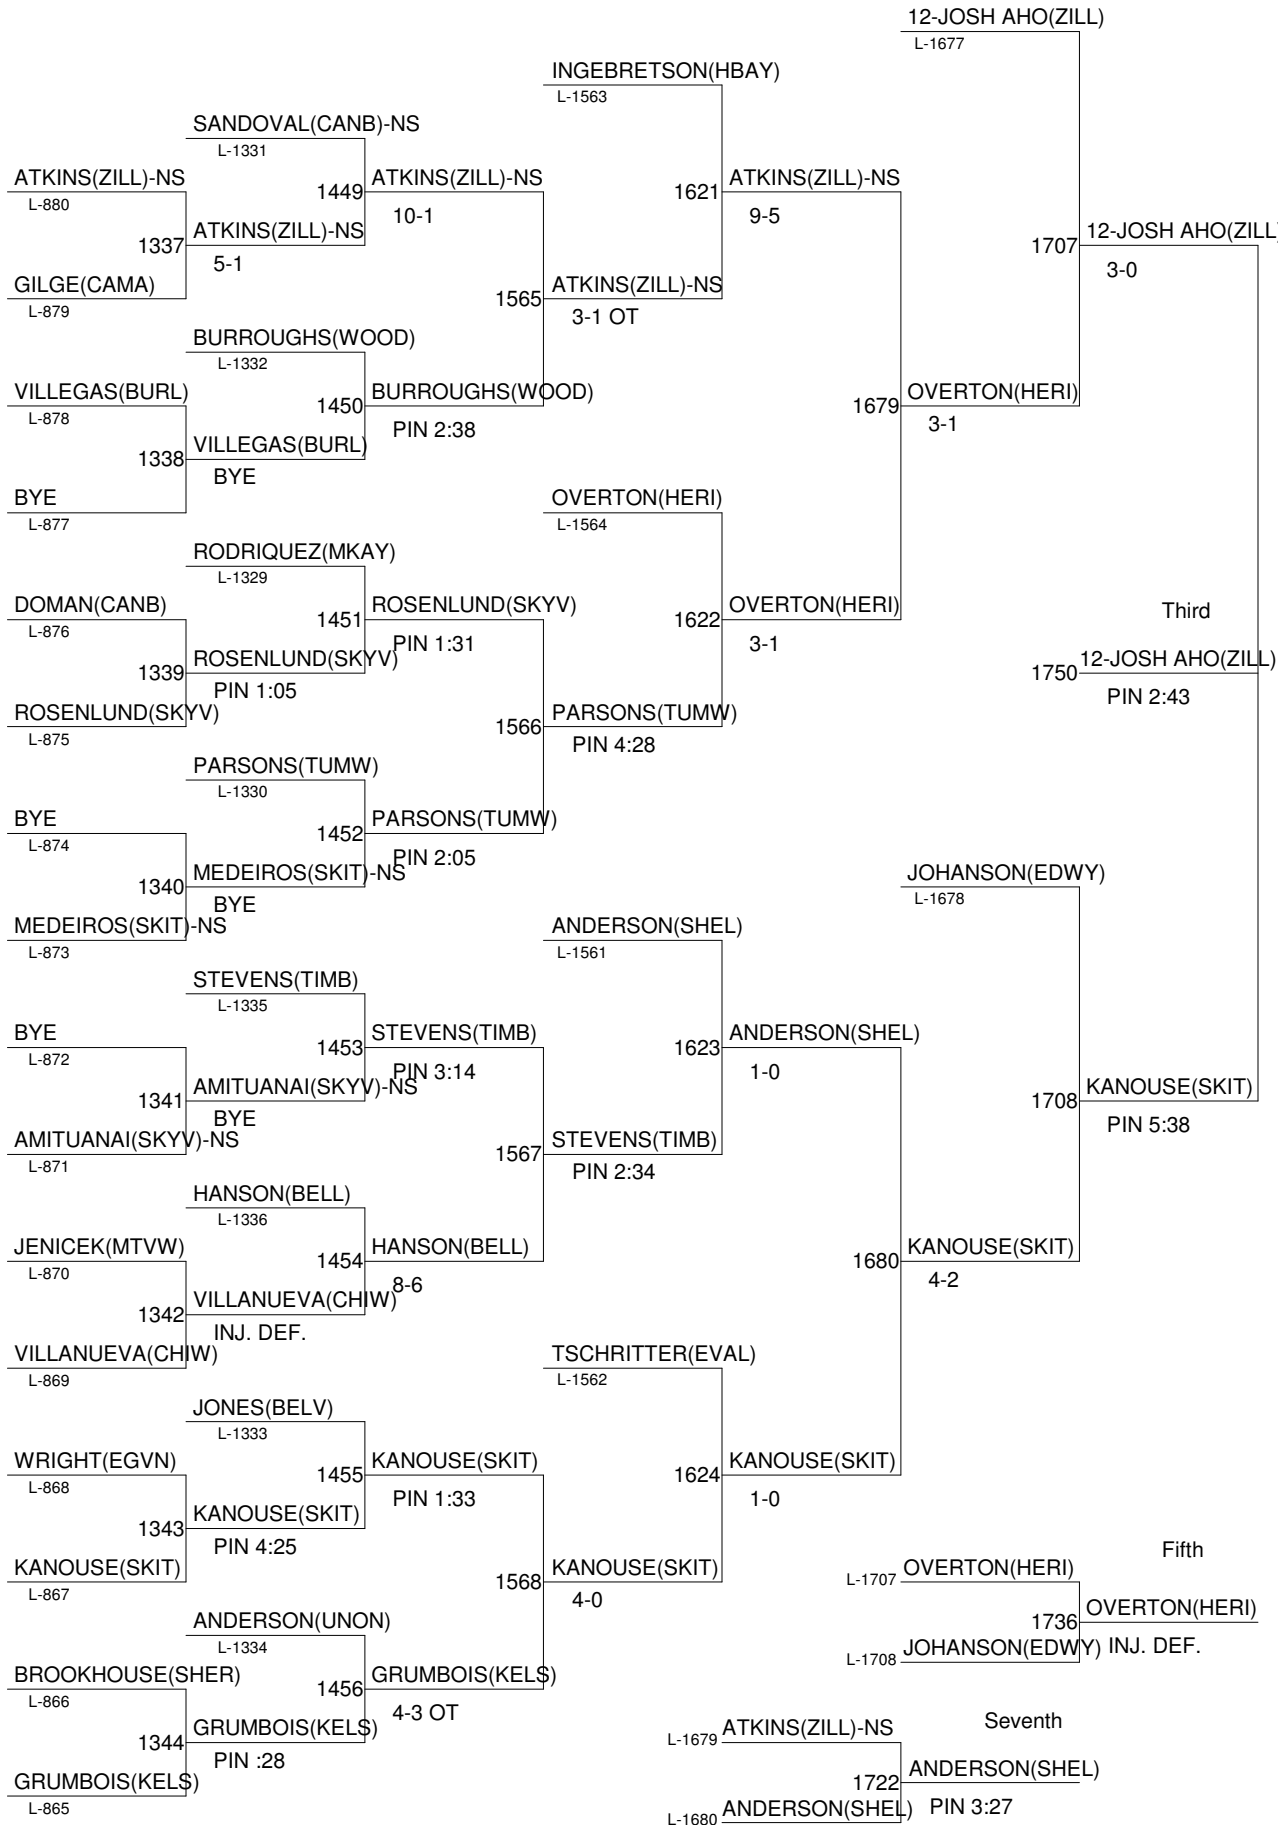 12-JOSH AHO(ZILL)
L-1677
INGEBRETSON(HBAY)
L-1563
SANDOVAL(CANB)-NS
L-1331
ATKINS(ZILL)-NS
L-880
1449
ATKINS(ZILL)-NS
10-1
1621
ATKINS(ZILL)-NS
9-5
1337
ATKINS(ZILL)-NS
5-1
1707
12-JOSH AHO(ZILL)
3-0
GILGE(CAMA)
L-879
1565
ATKINS(ZILL)-NS
3-1 OT
BURROUGHS(WOOD)
L-1332
VILLEGAS(BURL)
L-878
1450
BURROUGHS(WOOD)
PIN 2:38
1679
OVERTON(HERI)
3-1
1338
VILLEGAS(BURL)
BYE
BYE
L-877
OVERTON(HERI)
L-1564
RODRIQUEZ(MKAY)
L-1329
DOMAN(CANB)
L-876
1451
ROSENLUND(SKYV)
PIN 1:31
1622
OVERTON(HERI)
3-1
Third
1339
ROSENLUND(SKYV)
PIN 1:05
1750
12-JOSH AHO(ZILL)
PIN 2:43
ROSENLUND(SKYV)
L-875
1566
PARSONS(TUMW)
PIN 4:28
PARSONS(TUMW)
L-1330
BYE
L-874
1452
PARSONS(TUMW)
PIN 2:05
1340
MEDEIROS(SKIT)-NS
BYE
JOHANSON(EDWY)
L-1678
MEDEIROS(SKIT)-NS
L-873
ANDERSON(SHEL)
L-1561
STEVENS(TIMB)
L-1335
BYE
L-872
1453
STEVENS(TIMB)
PIN 3:14
1623
ANDERSON(SHEL)
1-0
1341
AMITUANAI(SKYV)-NS
BYE
1708
KANOUSE(SKIT)
PIN 5:38
AMITUANAI(SKYV)-NS
L-871
1567
STEVENS(TIMB)
PIN 2:34
HANSON(BELL)
L-1336
JENICEK(MTVW)
L-870
1454
HANSON(BELL)
8-6
1680
KANOUSE(SKIT)
4-2
1342
VILLANUEVA(CHIW)
INJ. DEF.
VILLANUEVA(CHIW)
L-869
TSCHRITTER(EVAL)
L-1562
JONES(BELV)
L-1333
WRIGHT(EGVN)
L-868
1455
KANOUSE(SKIT)
PIN 1:33
1624
KANOUSE(SKIT)
1-0
1343
KANOUSE(SKIT)
PIN 4:25
Fifth
KANOUSE(SKIT)
L-867
1568
KANOUSE(SKIT)
4-0
L-1707
OVERTON(HERI)
ANDERSON(UNON)
L-1334
1736
OVERTON(HERI)
INJ. DEF.
L-1708
JOHANSON(EDWY)
BROOKHOUSE(SHER)
L-866
1456
GRUMBOIS(KELS)
4-3 OT
1344
GRUMBOIS(KELS)
PIN :28
Seventh
L-1679
ATKINS(ZILL)-NS
GRUMBOIS(KELS)
L-865
1722
ANDERSON(SHEL)
PIN 3:27
L-1680
ANDERSON(SHEL)